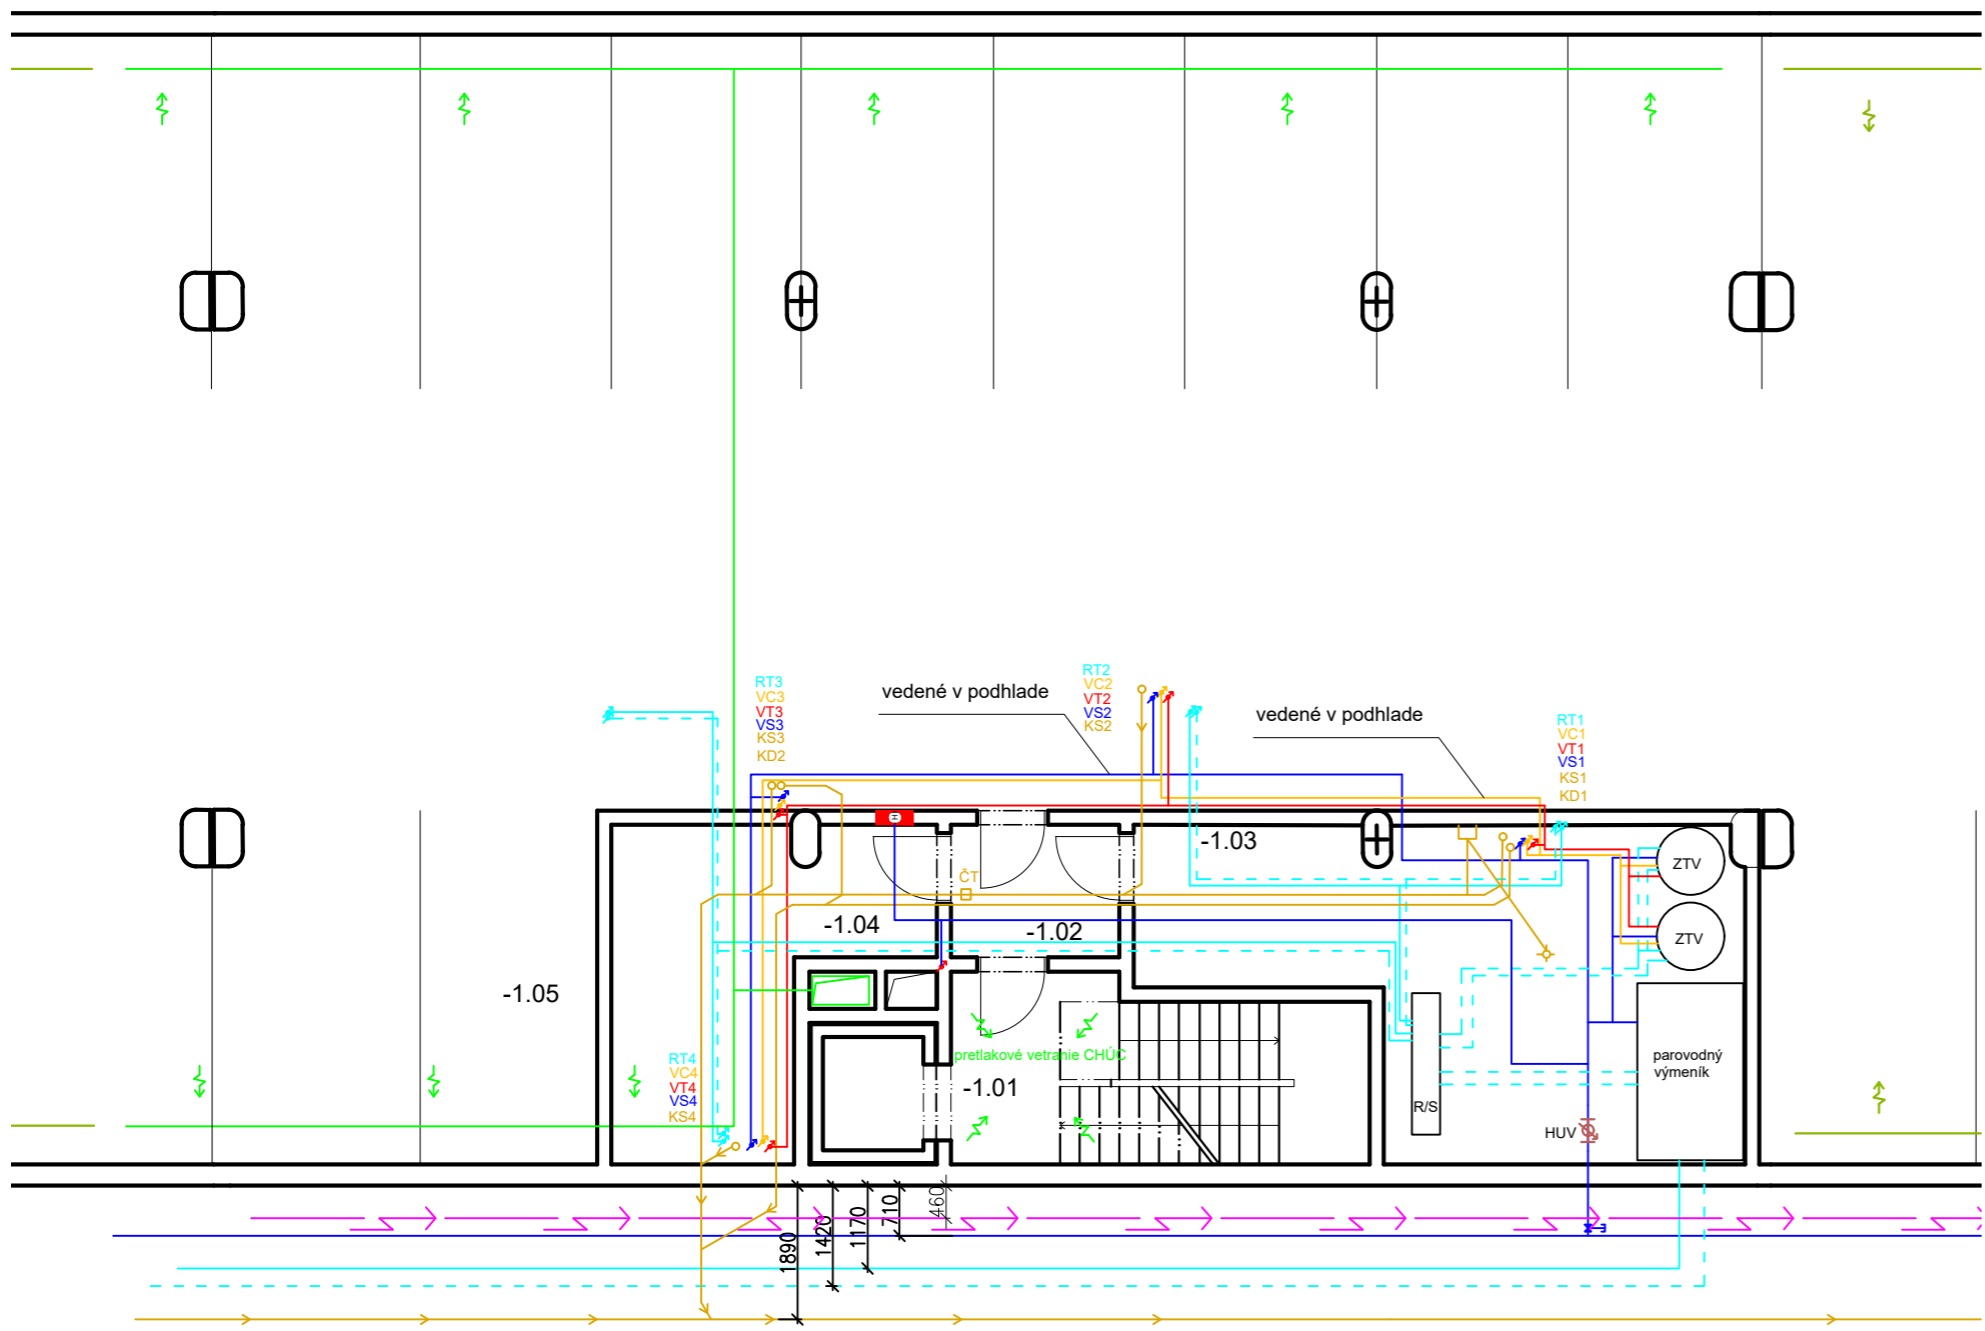 RT3
VC3
VT3
VS3
KS3
KD2
vedené v podhlade
RT2
VC2
VT2
VS2
KS2
vedené v podhlade
RT1
VC1
VT1
VS1
KS1
KD1
-1.03
ZTV
ČT
-1.04
-1.02
ZTV
-1.05
pretlakové vetranie CHÚC
-1.01
RT4
VC4
VT4
VS4
KS4
R/S
parovodný
výmeník
HUV
H
1890
1420
1170
710
460